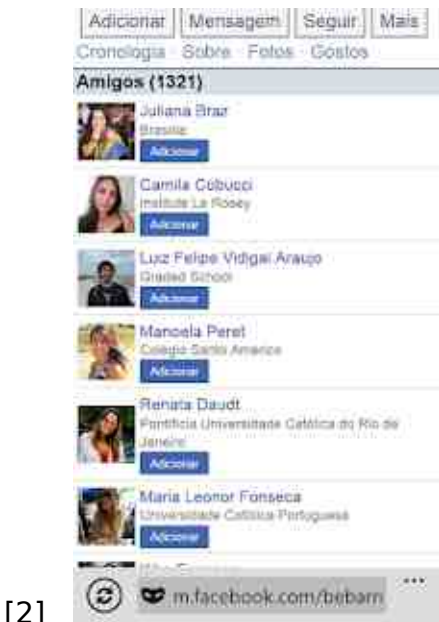 Adicionar Mensagem Seguir Mais
Cronologia Sobre Fotos Gostos
Amigos (1321)
Juliana Braz
Brasília
Adicionar
Camila Cobucci
Institute Le Rosey
Adicionar
Luiz Felipe Vidigal Araujo
Graded School
Adicionar
Manoela Peret
Colegio Santo Americo
Adicionar
Renata Daudt
Pontifícia Universidade Católica do Rio de
Janeiro
Adicionar
Maria Leonor Fonseca
Universidade Católica Portuguesa
Adicionar
m.facebook.com/bebarn
[2]